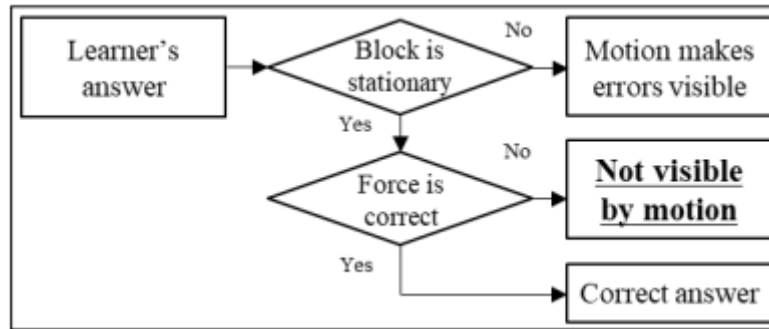 Learner's
answer
Block is
stationary
No
Motion makes
errors visible
Yes
Force is
correct
No
Not visible
by motion
Yes
Correct answer